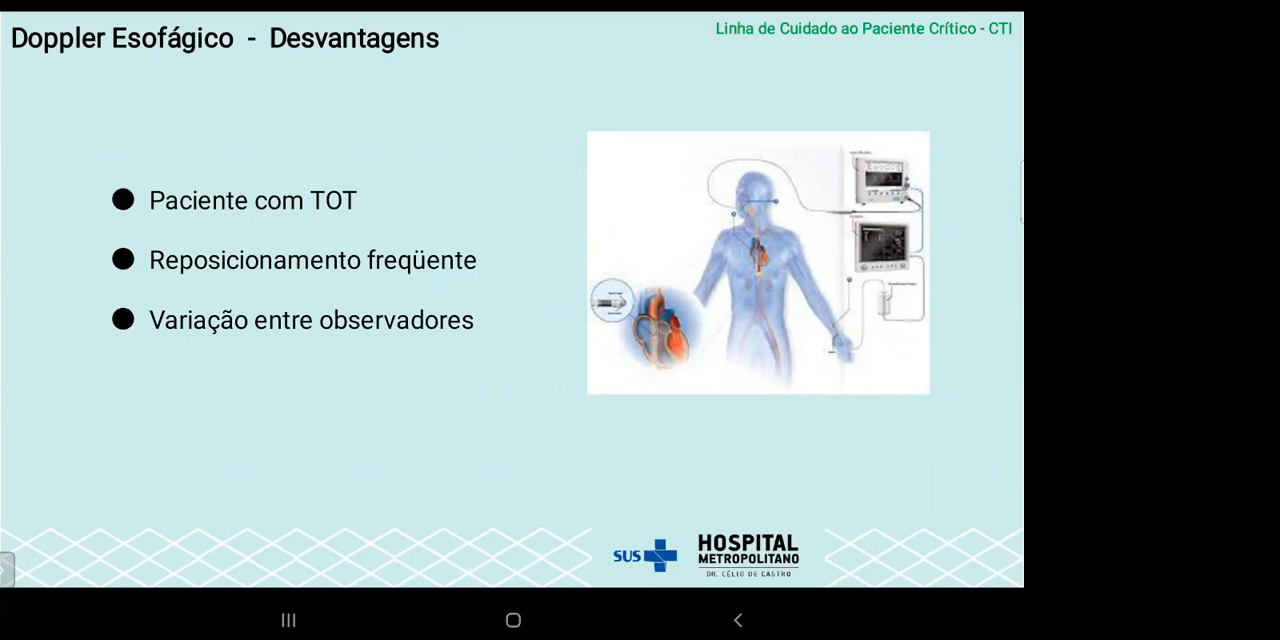 Doppler Esofágico - Desvantagens
Linha de Cuidado ao Paciente Crítico - CTI
● Paciente com TOT
● Reposicionamento freqüente
● Variação entre observadores
SUS
HOSPITAL
METROPOLITANO
DR. CÉLIO DE CASTRO